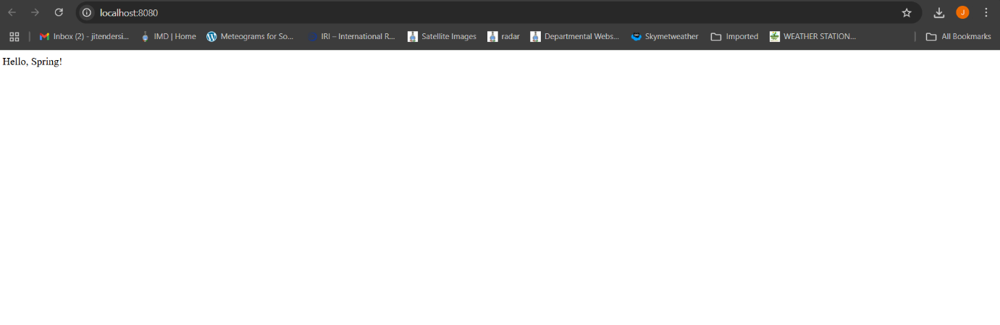 localhost:8080
J
Inbox (2) - jitendersi... IMD | Home Meteograms for So... IRI – International R... Satellite Images radar Departmental Webs... Skymetweather Imported WEATHER STATION... All Bookmarks
Hello, Spring!